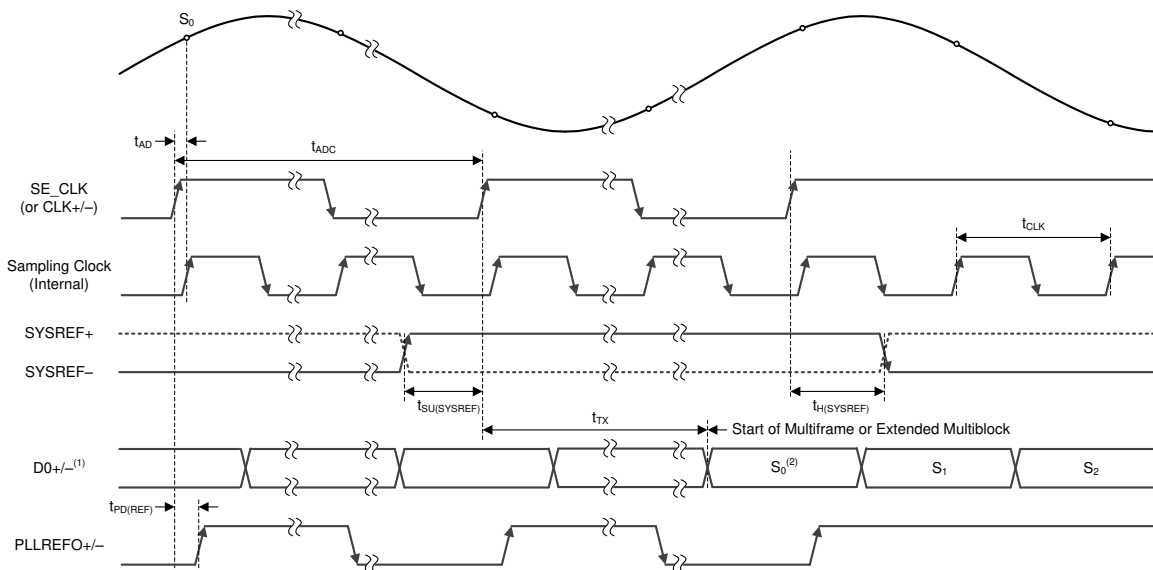 S0
tAD
tADC
SE_CLK
(or CLK+/–)
tCLK
Sampling Clock
(Internal)
SYSREF+
SYSREF–
tSU(SYSREF)
tH(SYSREF)
tTX
Start of Multiframe or Extended Multiblock
D0+/–(1)
S0(2)
S1
S2
tPD(REF)
PLLREFO+/–